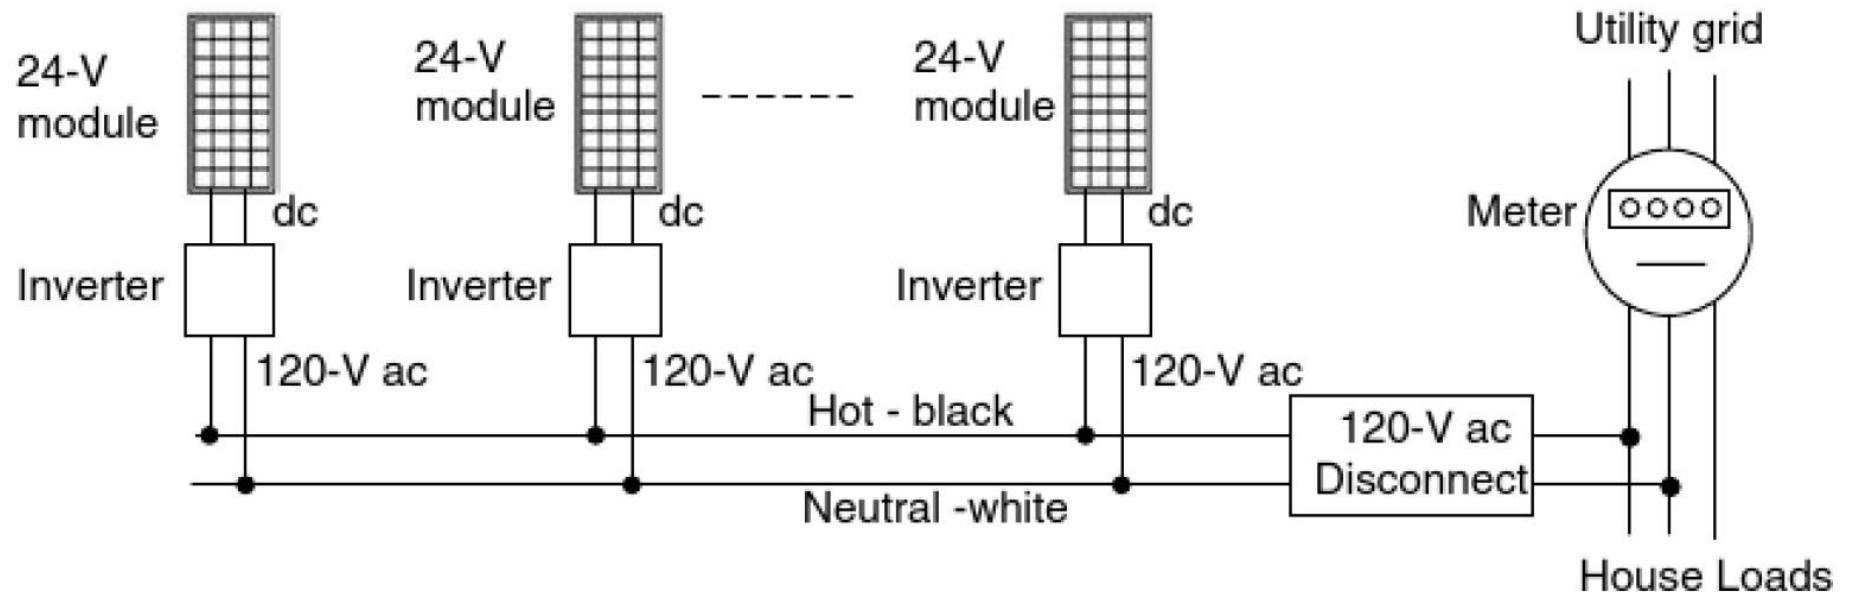 Utility grid
24-V
module
24-V
module
24-V
module
dc
dc
dc
Meter
Inverter
Inverter
Inverter
120-V ac
120-V ac
120-V ac
Hot - black
120-V ac
Disconnect
Neutral -white
House Loads